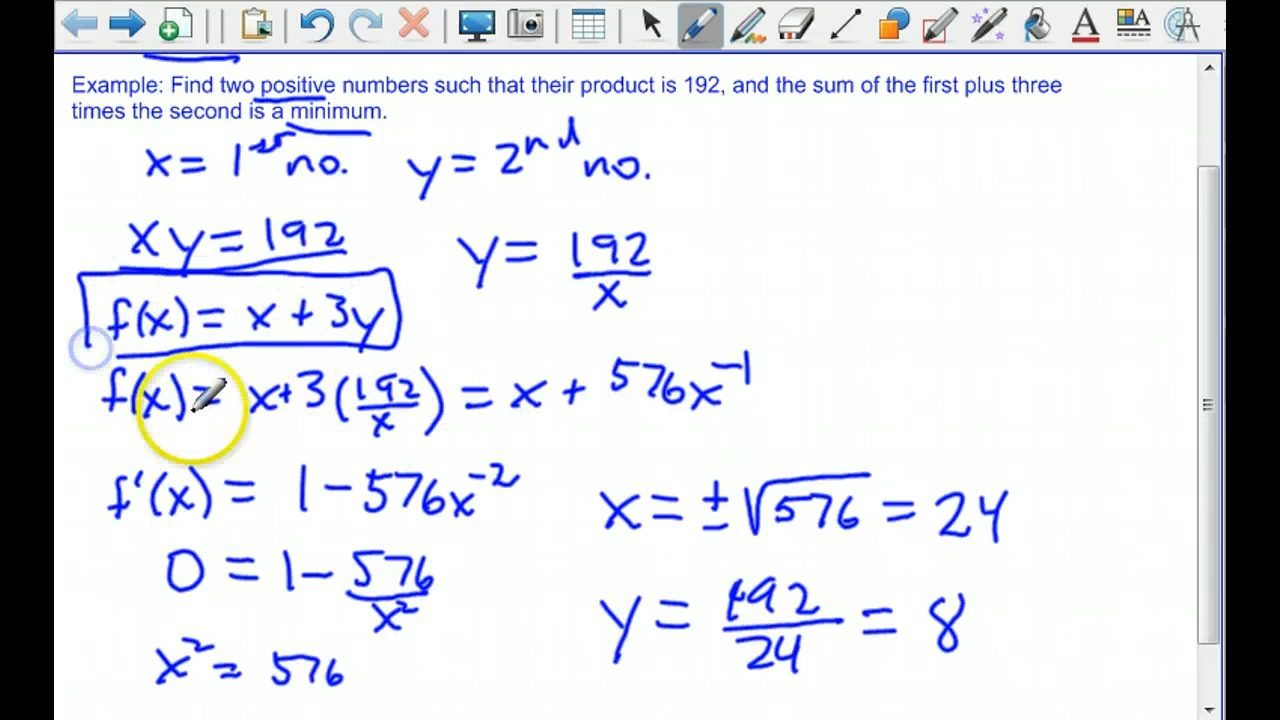 Example: Find two positive numbers such that their product is 192, and the sum of the first plus three
times the second is a minimum.
x = 1st no. y = 2nd no.
xy = 192 y = 192/x
f(x) = x + 3y
f(x) = x + 3(192/x) = x + 576x⁻¹
f'(x) = 1 - 576x⁻²
x = ±√576 = 24
0 = 1 - 576/x²
y = 192/24 = 8
x² = 576